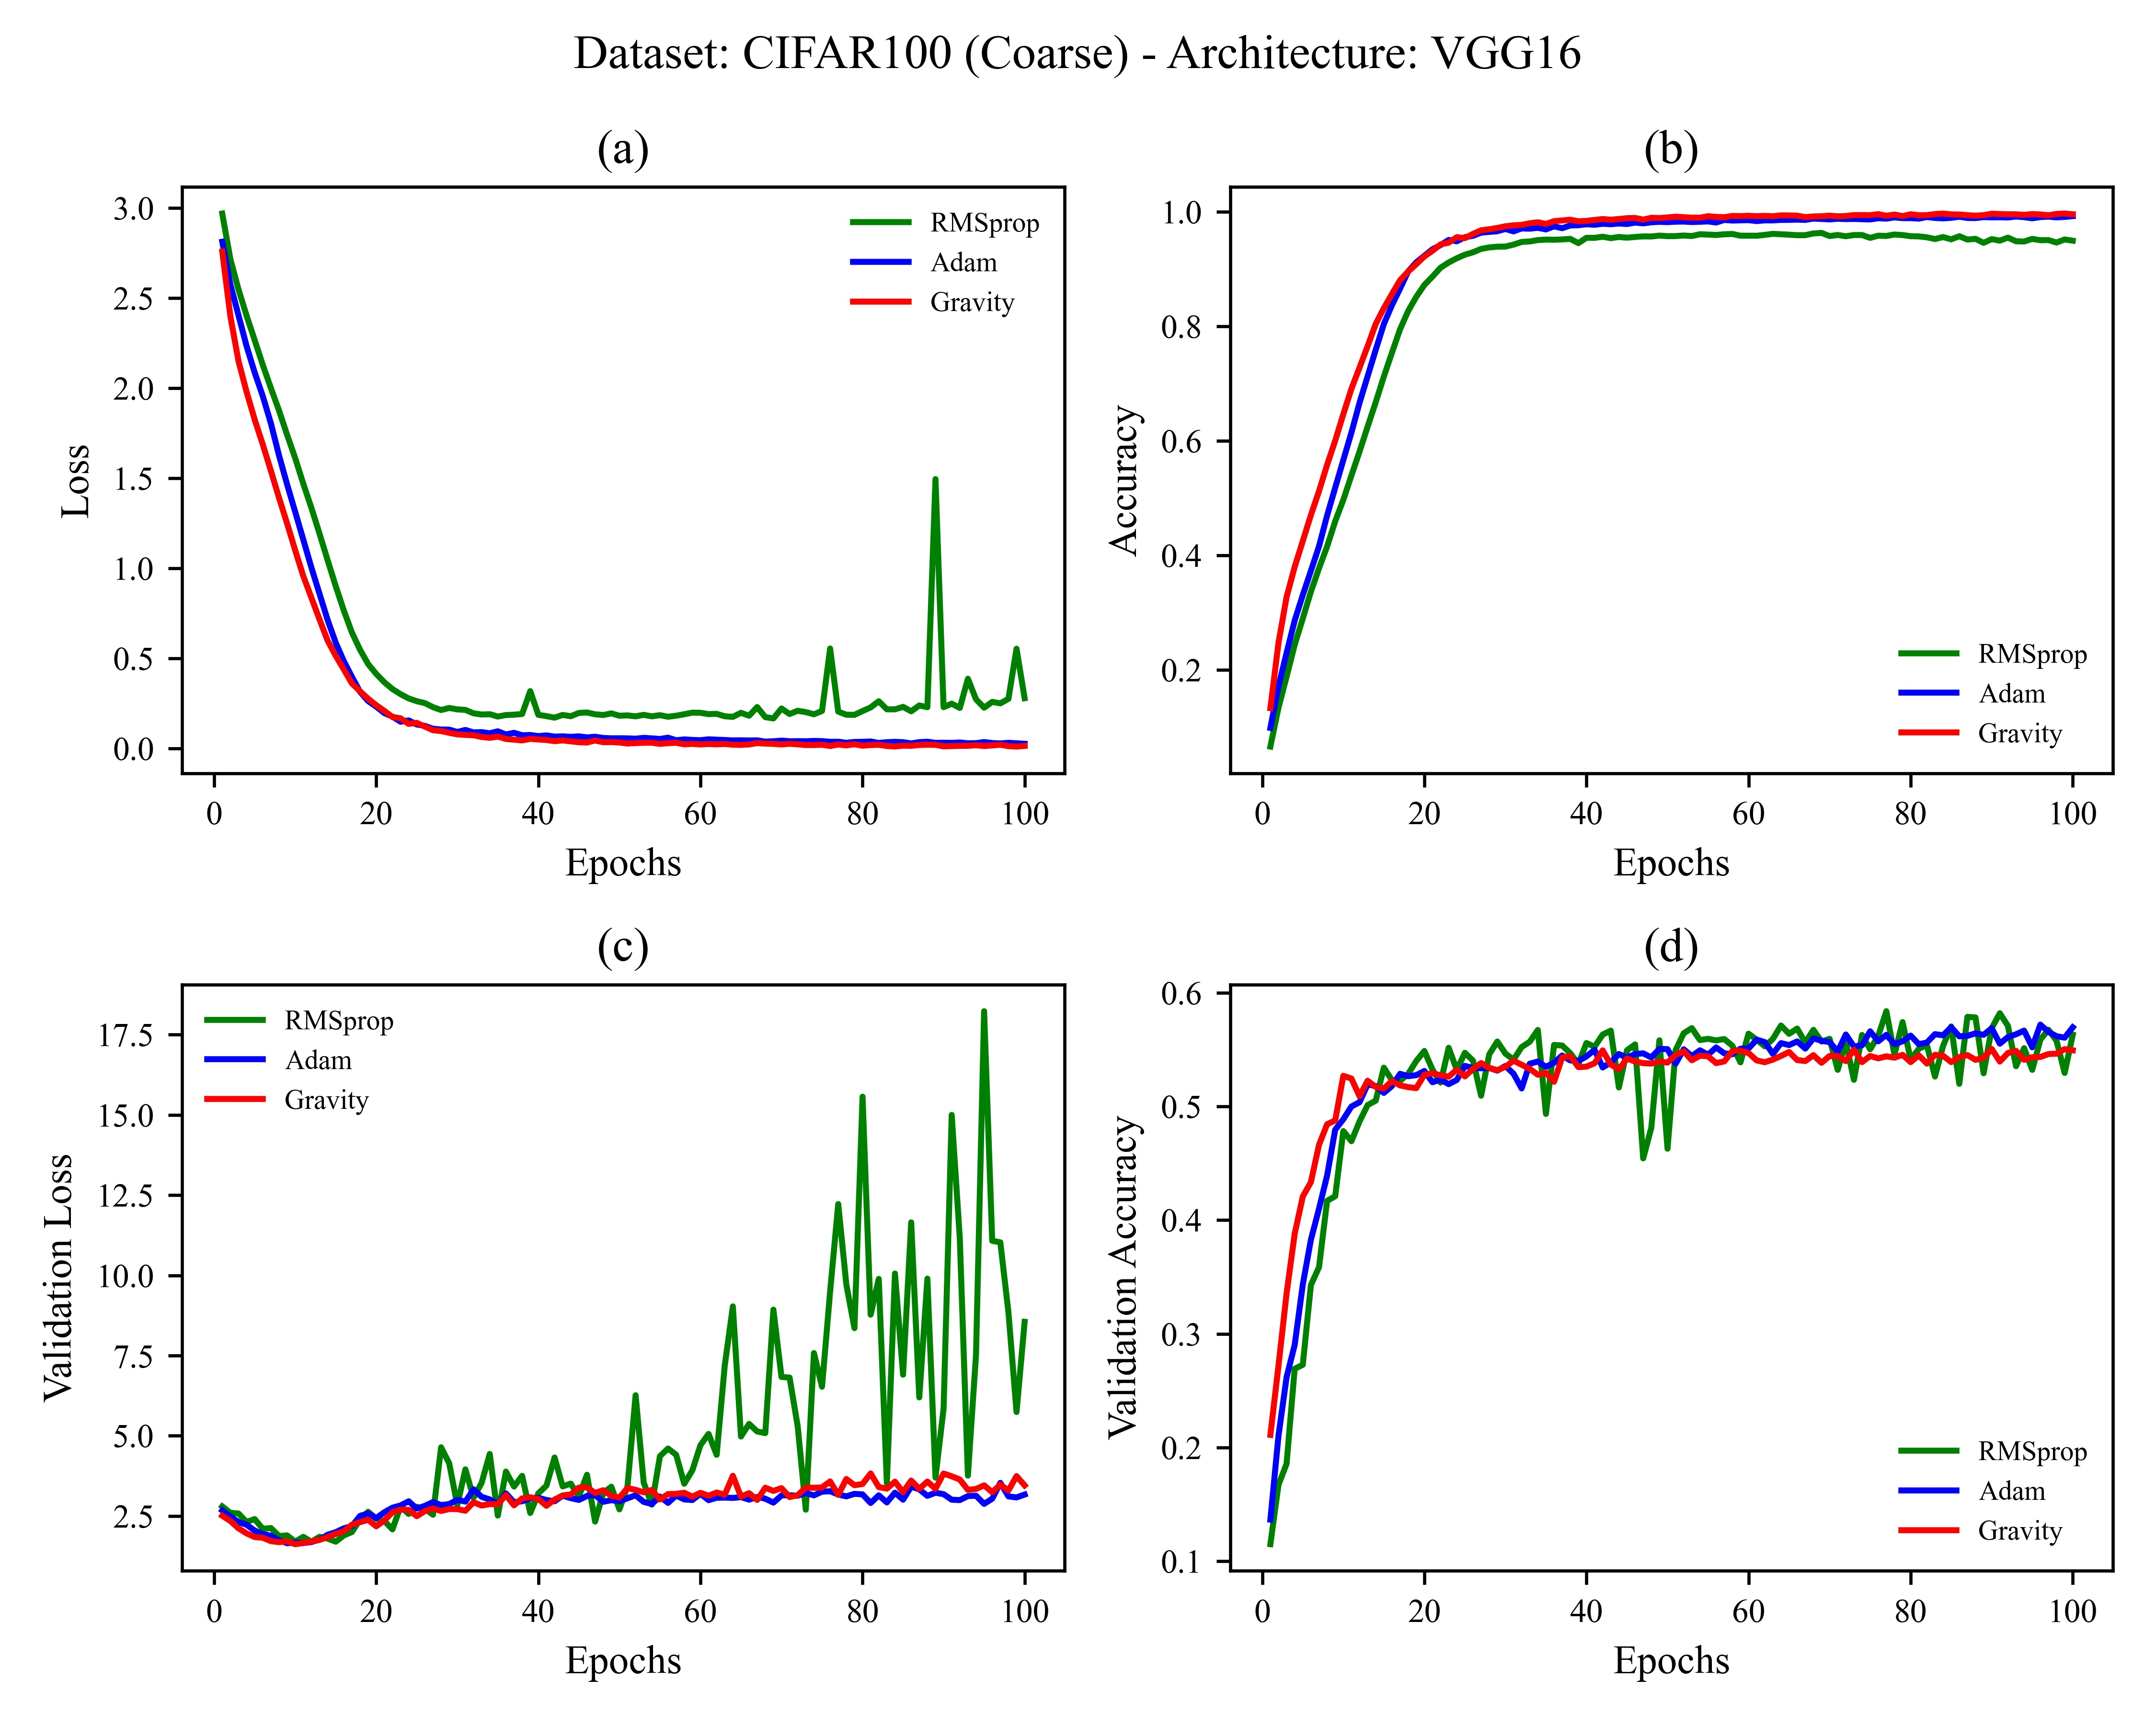 Dataset: CIFAR100 (Coarse) - Architecture: VGG16
(a)
3.0
2.5
2.0
1.5
1.0
0.5
0.0
Loss
RMSprop
Adam
Gravity
0 20 40 60 80 100
Epochs
(b)
1.0
0.8
0.6
0.4
0.2
Accuracy
RMSprop
Adam
Gravity
0 20 40 60 80 100
Epochs
(c)
17.5
15.0
12.5
10.0
7.5
5.0
2.5
Validation Loss
RMSprop
Adam
Gravity
0 20 40 60 80 100
Epochs
(d)
0.6
0.5
0.4
0.3
0.2
0.1
Validation Accuracy
RMSprop
Adam
Gravity
0 20 40 60 80 100
Epochs